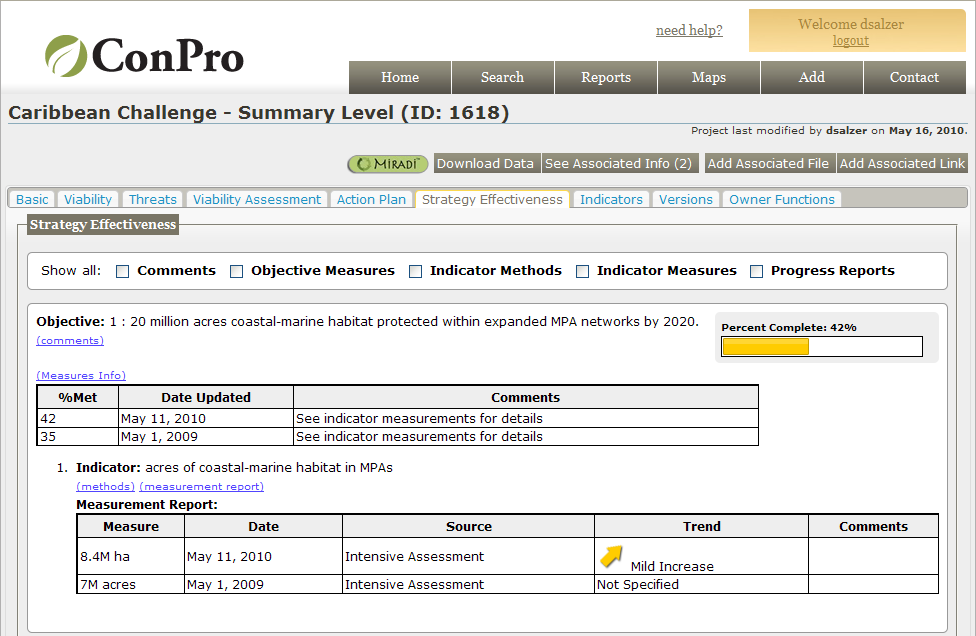 need help?
Welcome dsalzer
logout
ConPro
Home Search Reports Maps Add Contact
Caribbean Challenge - Summary Level (ID: 1618)
Project last modified by dsalzer on May 16, 2010.
MIRADI™ Download Data See Associated Info (2) Add Associated File Add Associated Link
Basic Viability Threats Viability Assessment Action Plan Strategy Effectiveness Indicators Versions Owner Functions
Strategy Effectiveness
Show all: Comments Objective Measures Indicator Methods Indicator Measures Progress Reports
Objective: 1 : 20 million acres coastal-marine habitat protected within expanded MPA networks by 2020.
(comments)
Percent Complete: 42%
(Measures Info)
%Met Date Updated Comments
42 May 11, 2010 See indicator measurements for details
35 May 1, 2009 See indicator measurements for details
1. Indicator: acres of coastal-marine habitat in MPAs
(methods) (measurement report)
Measurement Report:
Measure Date Source Trend Comments
8.4M ha May 11, 2010 Intensive Assessment Mild Increase
7M acres May 1, 2009 Intensive Assessment Not Specified